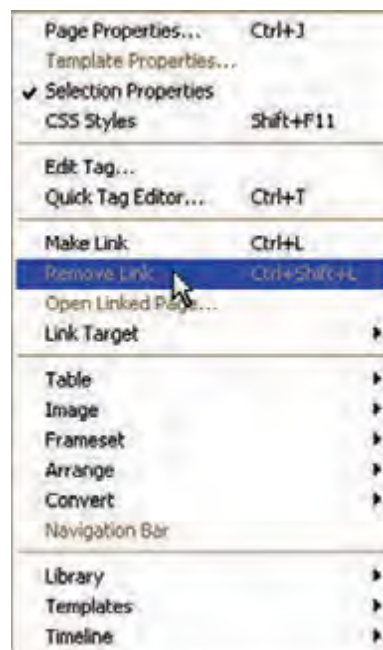 Page Properties... Ctrl+J
Template Properties...
Selection Properties
CSS Styles Shift+F11
Edit Tag...
Quick Tag Editor... Ctrl+T
Make Link Ctrl+L
Remove Link Ctrl+Shift+L
Open Linked Page...
Link Target
Table
Image
Frameset
Arrange
Convert
Navigation Bar
Library
Templates
Timeline